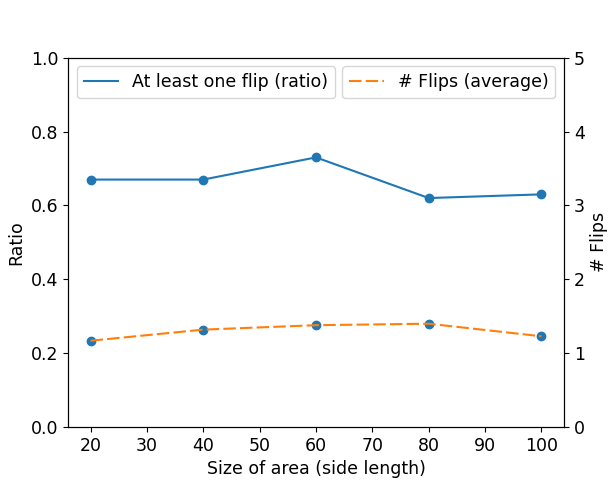 At least one flip (ratio)
# Flips (average)
1.0
0.8
0.6
0.4
0.2
0.0
Ratio
5
4
3
2
1
0
# Flips
20 30 40 50 60 70 80 90 100
Size of area (side length)